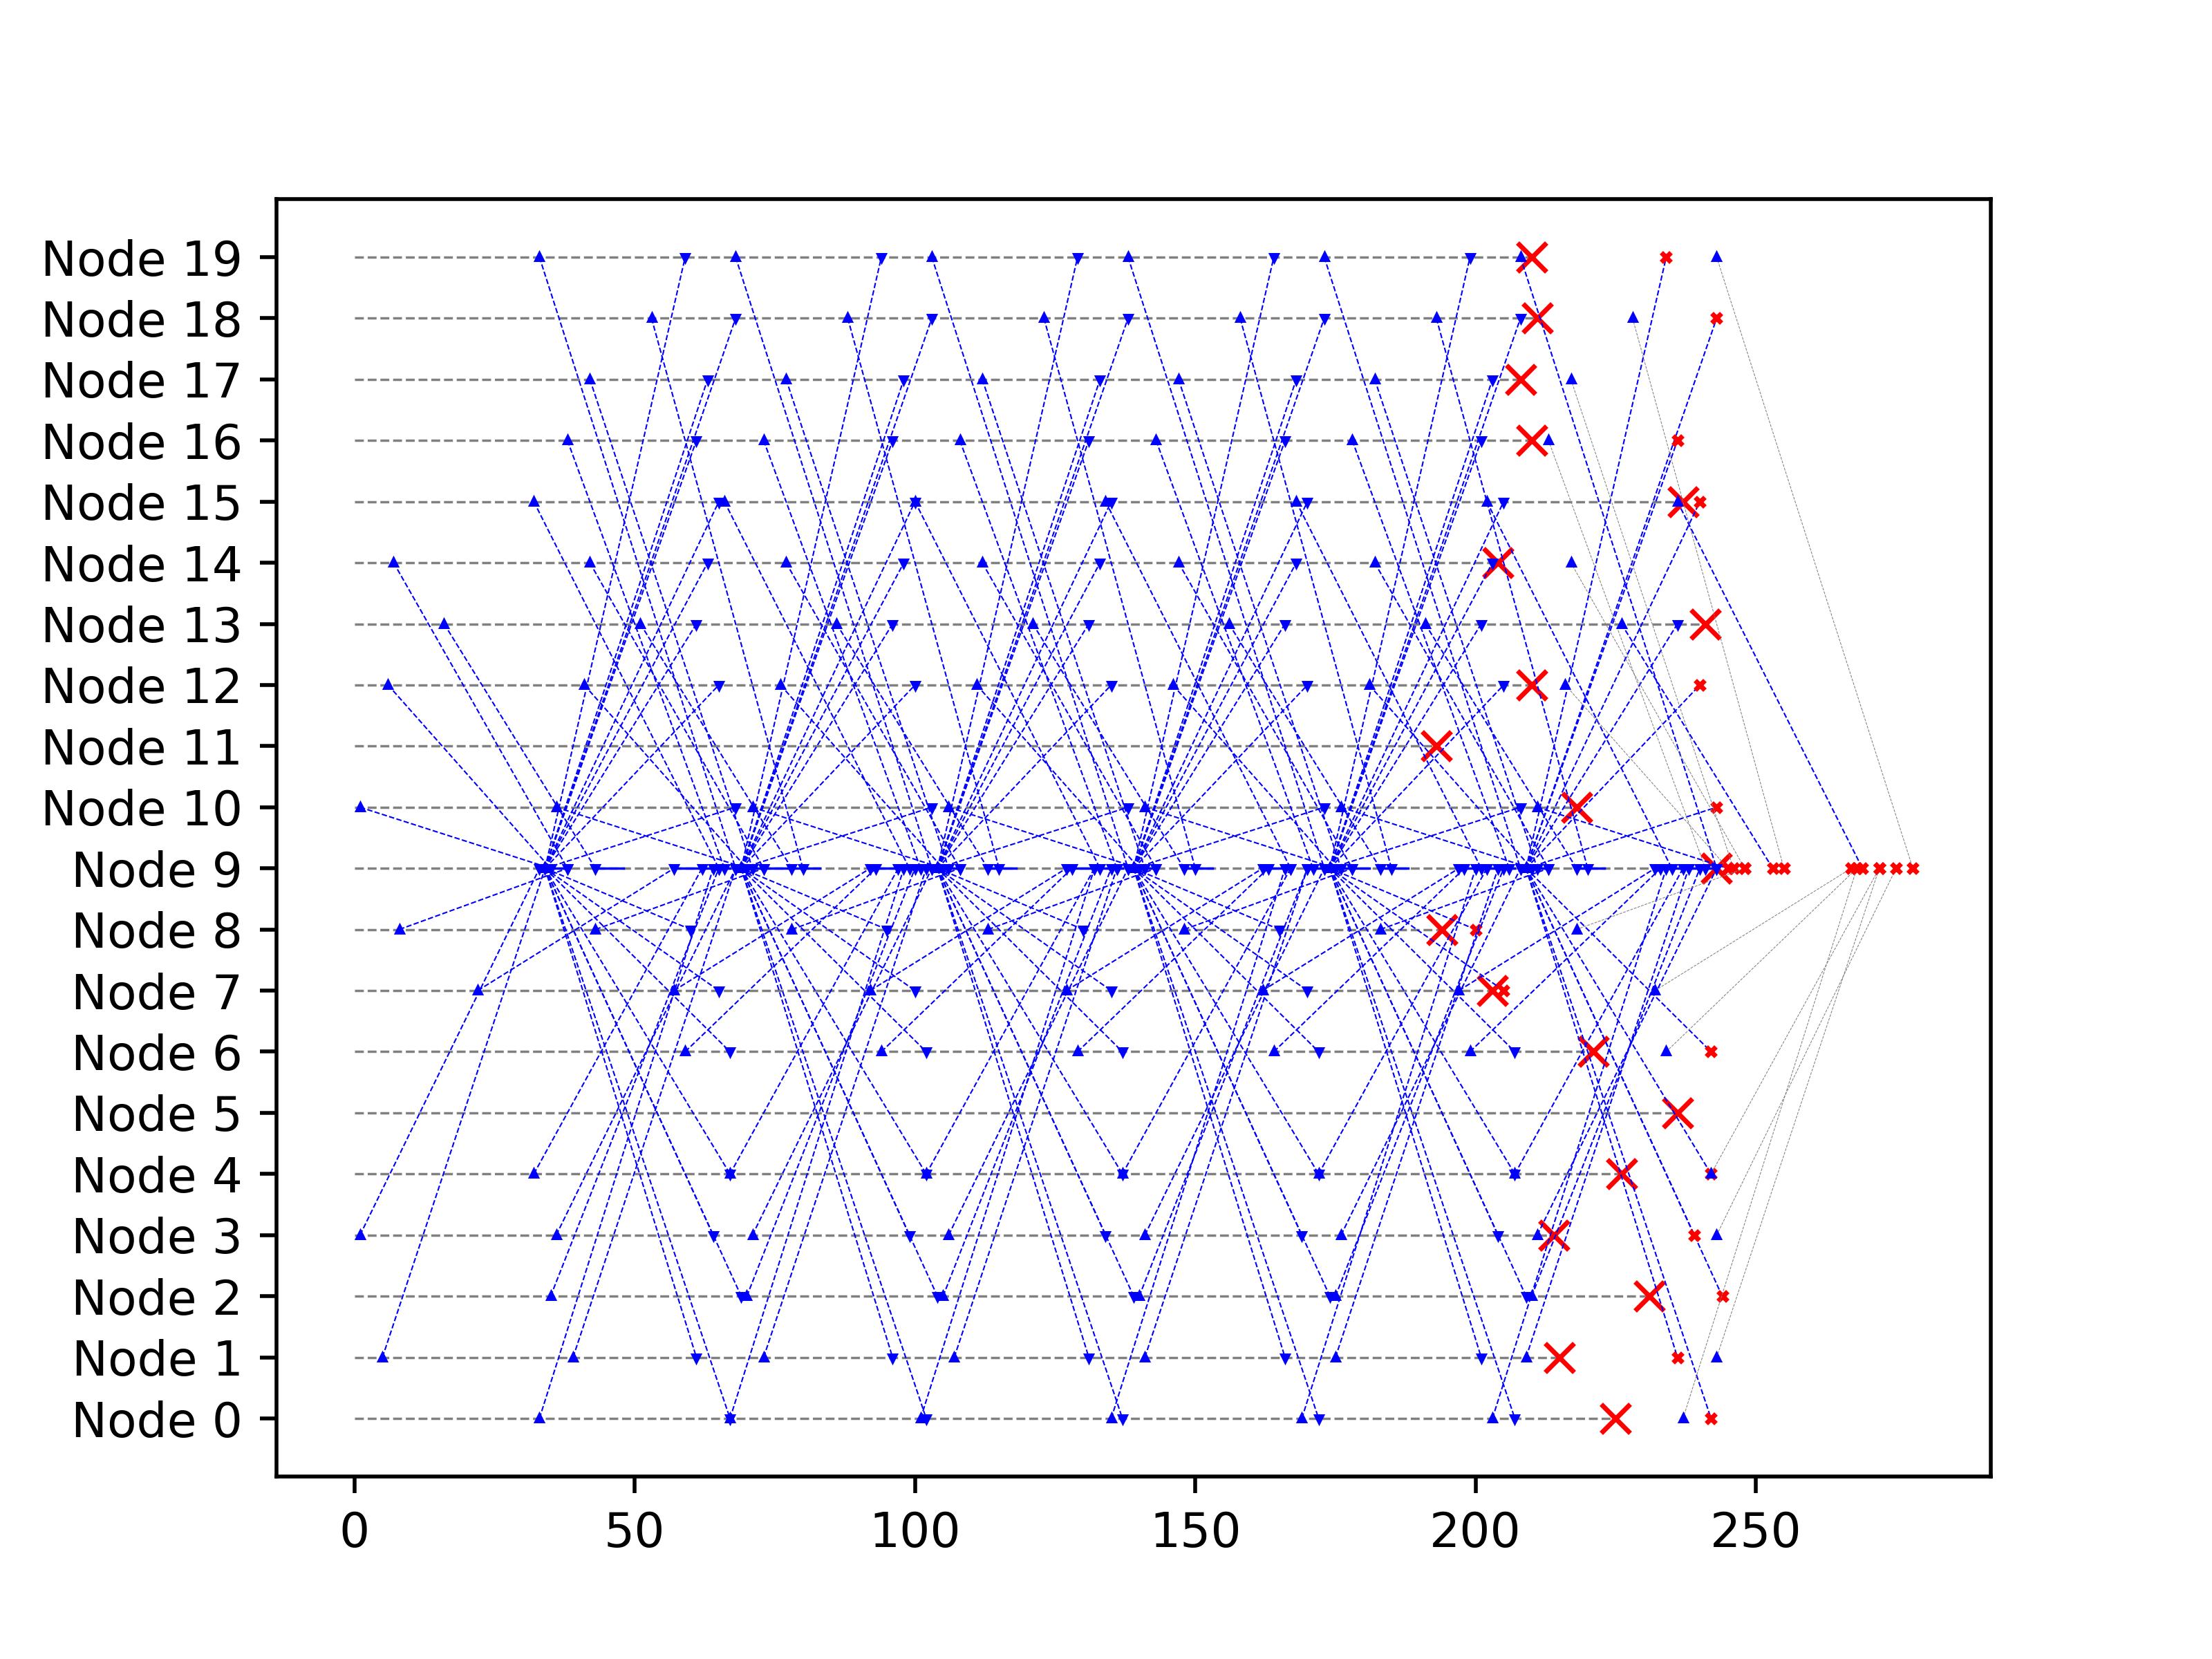 Node 19
Node 18
Node 17
Node 16
Node 15
Node 14
Node 13
Node 12
Node 11
Node 10
Node 9
Node 8
Node 7
Node 6
Node 5
Node 4
Node 3
Node 2
Node 1
Node 0
0 50 100 150 200 250